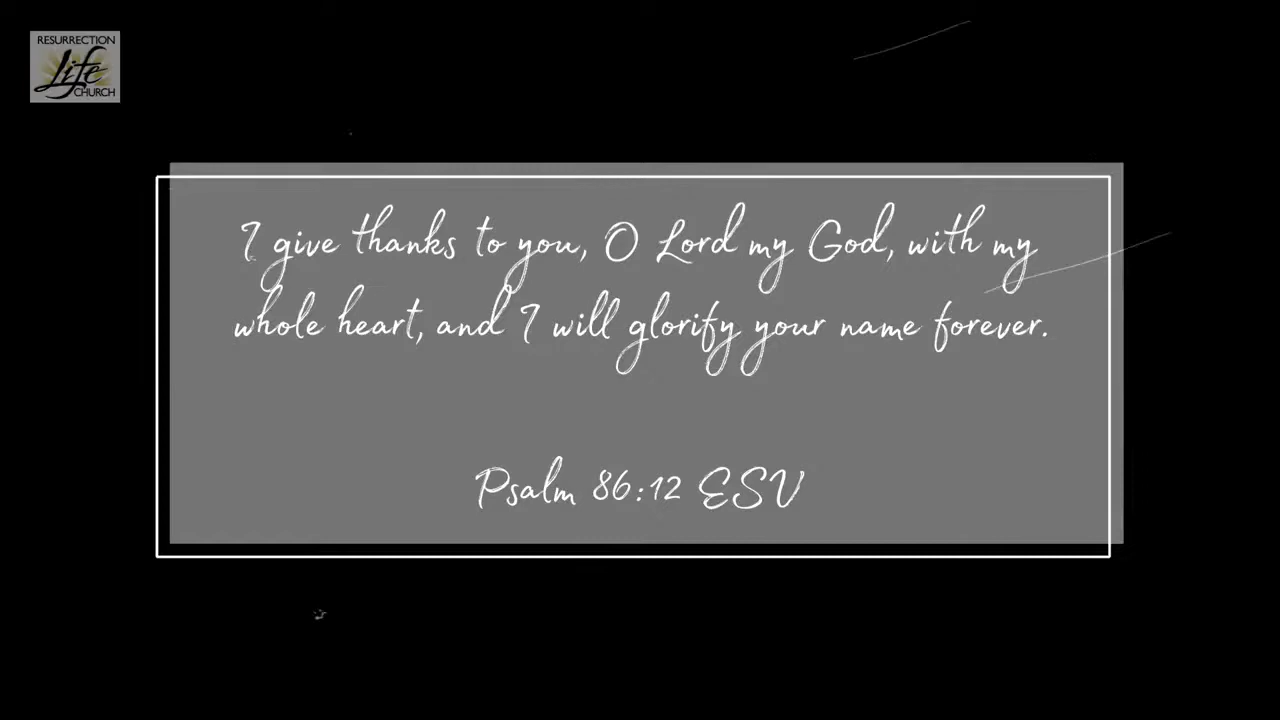 RESURRECTION
Life
CHURCH
I give thanks to you, O Lord my God, with my
whole heart, and I will glorify your name forever.
Psalm 86:12 ESV